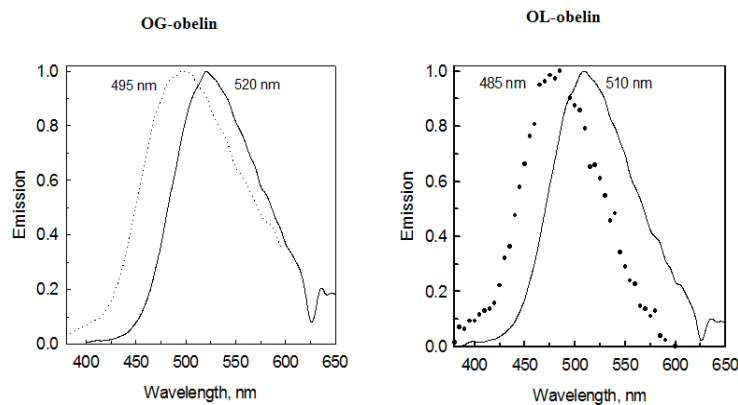 OG-obelin
495 nm
520 nm
1.0
0.8
0.6
0.4
0.2
0.0
Emission
400 450 500 550 600 650
Wavelength, nm
OL-obelin
485 nm
510 nm
1.0
0.8
0.6
0.4
0.2
0.0
Emission
400 450 500 550 600 650
Wavelength, nm